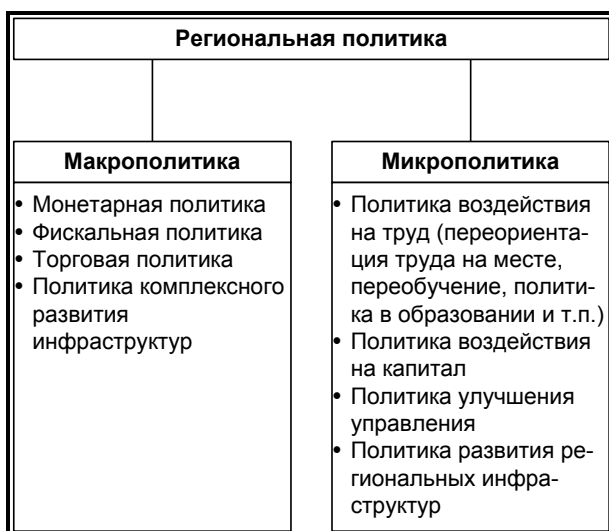 Региональная политика
Макрополитика
• Монетарная политика
• Фискальная политика
• Торговая политика
• Политика комплексного
развития
инфраструктур
Микрополитика
• Политика воздействия
на труд (переориента-
ция труда на месте,
переобучение, полити-
ка в образовании и т.п.)
• Политика воздействия
на капитал
• Политика улучшения
управления
• Политика развития ре-
гиональных инфра-
структур